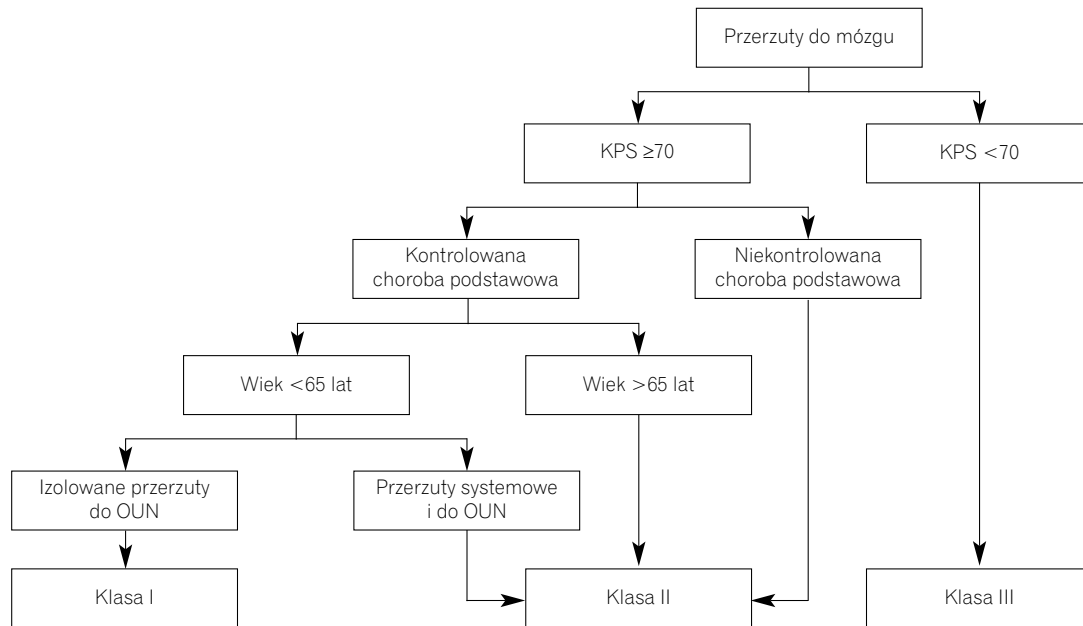 Przerzuty do mózgu
KPS ≥70
KPS <70
Kontrolowana
choroba podstawowa
Niekontrolowana
choroba podstawowa
Wiek <65 lat
Wiek >65 lat
Izolowane przerzuty
do OUN
Przerzuty systemowe
i do OUN
Klasa I
Klasa II
Klasa III